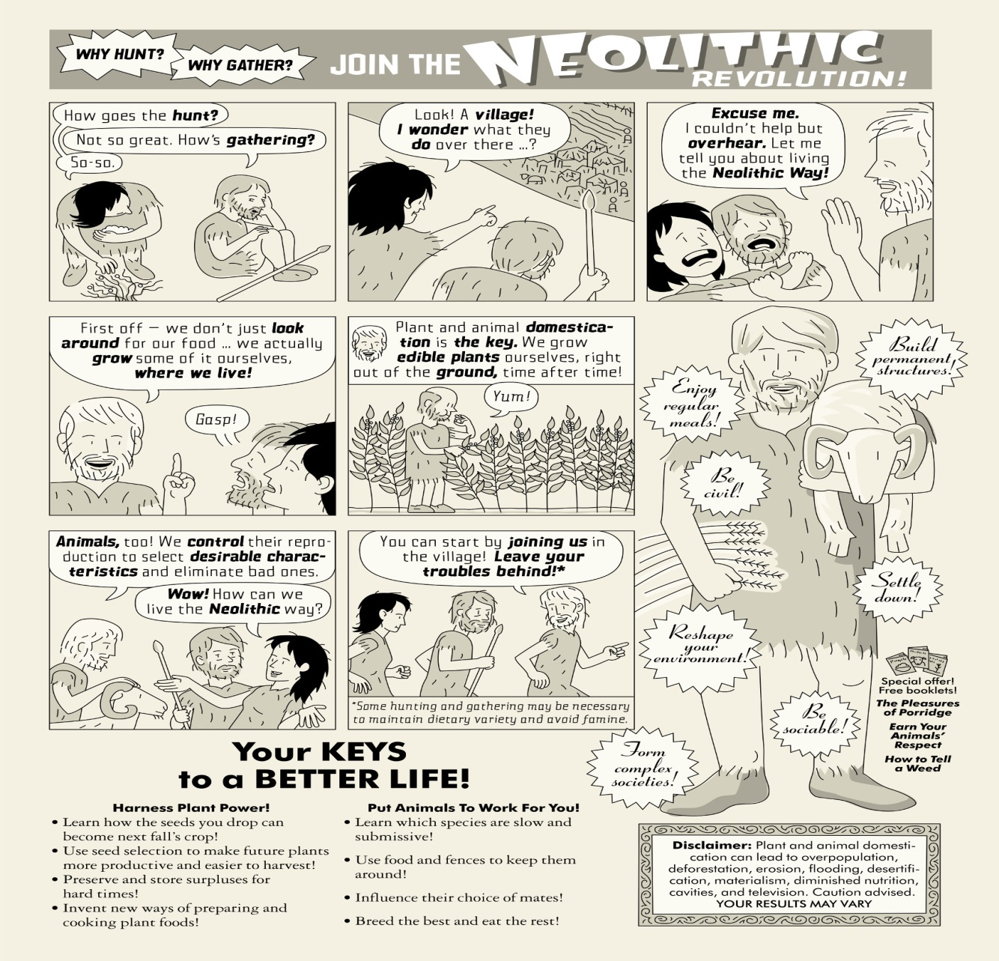 WHY HUNT?
WHY GATHER?
JOIN THE NEOLITHIC
REVOLUTION!
How goes the hunt?
Not so great. How's gathering?
So-so.
Look! A village!
I wonder what they
do over there ...?
Excuse me.
I couldn't help but
overhear. Let me
tell you about living
the Neolithic Way!
First off – we don't just look
around for our food ... we actually
grow some of it ourselves,
where we live!
Gasp!
Plant and animal domestica-
tion is the key. We grow
edible plants ourselves, right
out of the ground, time after time!
Yum!
Animals, too! We control their repro-
duction to select desirable charac-
teristics and eliminate bad ones.
Wow! How can we
live the Neolithic way?
You can start by joining us in
the village! Leave your
troubles behind!*
*Some hunting and gathering may be necessary
to maintain dietary variety and avoid famine.
Build
permanent
structures!
Enjoy
regular
meals!
Be
civil!
Settle
down!
Reshape
your
environment!
Be
sociable!
Form
complex
societies!
Special offer!
Free booklets!
The Pleasures
of Porridge
Earn Your
Animals'
Respect
How to Tell
a Weed
Your KEYS
to a BETTER LIFE!
Harness Plant Power!
• Learn how the seeds you drop can
become next fall's crop!
• Use seed selection to make future plants
more productive and easier to harvest!
• Preserve and store surpluses for
hard times!
• Invent new ways of preparing and
cooking plant foods!
Put Animals To Work For You!
• Learn which species are slow and
submissive!
• Use food and fences to keep them
around!
• Influence their choice of mates!
• Breed the best and eat the rest!
Disclaimer: Plant and animal domesti-
cation can lead to overpopulation,
deforestation, erosion, flooding, desertifi-
cation, materialism, diminished nutrition,
cavities, and television. Caution advised.
YOUR RESULTS MAY VARY